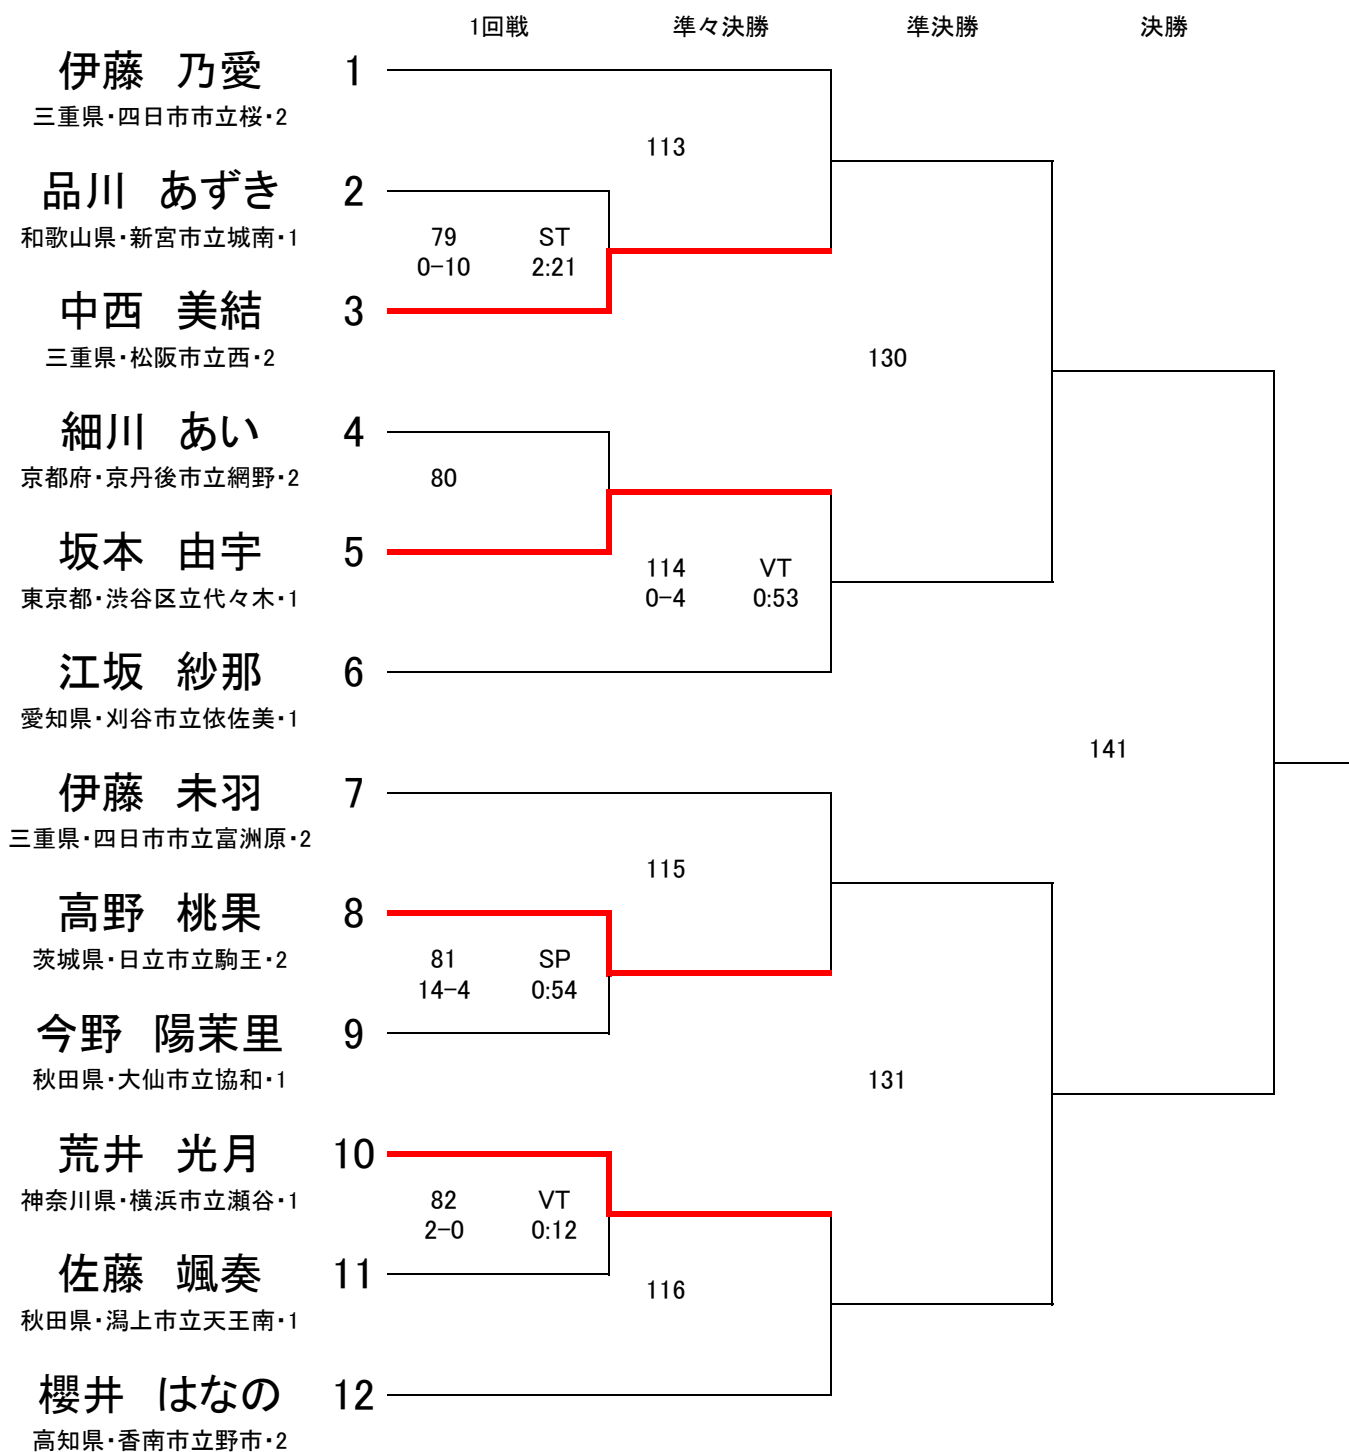 1回戦 準々決勝 準決勝 決勝
伊藤 乃愛 1
三重県・四日市市立桜・2
113
品川 あずき 2
和歌山県・新宮市立城南・1
79 ST
0-10 2:21
中西 美結 3
三重県・松阪市立西・2
130
細川 あい 4
京都府・京丹後市立網野・2
80
坂本 由宇 5
東京都・渋谷区立代々木・1
114 VT
0-4 0:53
江坂 紗那 6
愛知県・刈谷市立依佐美・1
141
伊藤 未羽 7
三重県・四日市市立富洲原・2
115
高野 桃果 8
茨城県・日立市立駒王・2
81 SP
14-4 0:54
今野 陽茉里 9
秋田県・大仙市立協和・1
131
荒井 光月 10
神奈川県・横浜市立瀬谷・1
82 VT
2-0 0:12
佐藤 颯奏 11
秋田県・潟上市立天王南・1
116
櫻井 はなの 12
高知県・香南市立野市・2